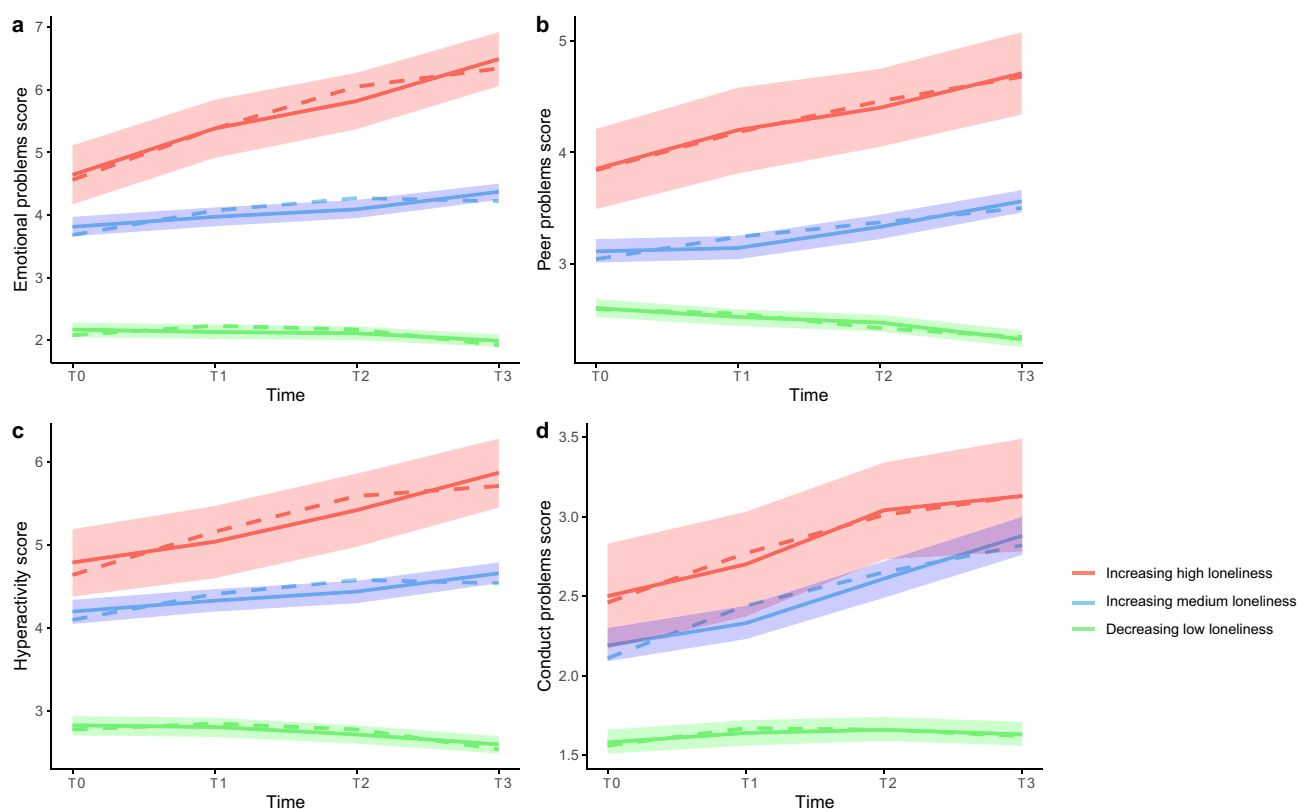 a
7
6
5
4
3
2
Emotional problems score
T0 T1 T2 T3
Time
b
5
4
3
Peer problems score
T0 T1 T2 T3
Time
c
6
5
4
3
Hyperactivity score
T0 T1 T2 T3
Time
d
3.5
3.0
2.5
2.0
1.5
Conduct problems score
T0 T1 T2 T3
Time
Increasing high loneliness
Increasing medium loneliness
Decreasing low loneliness